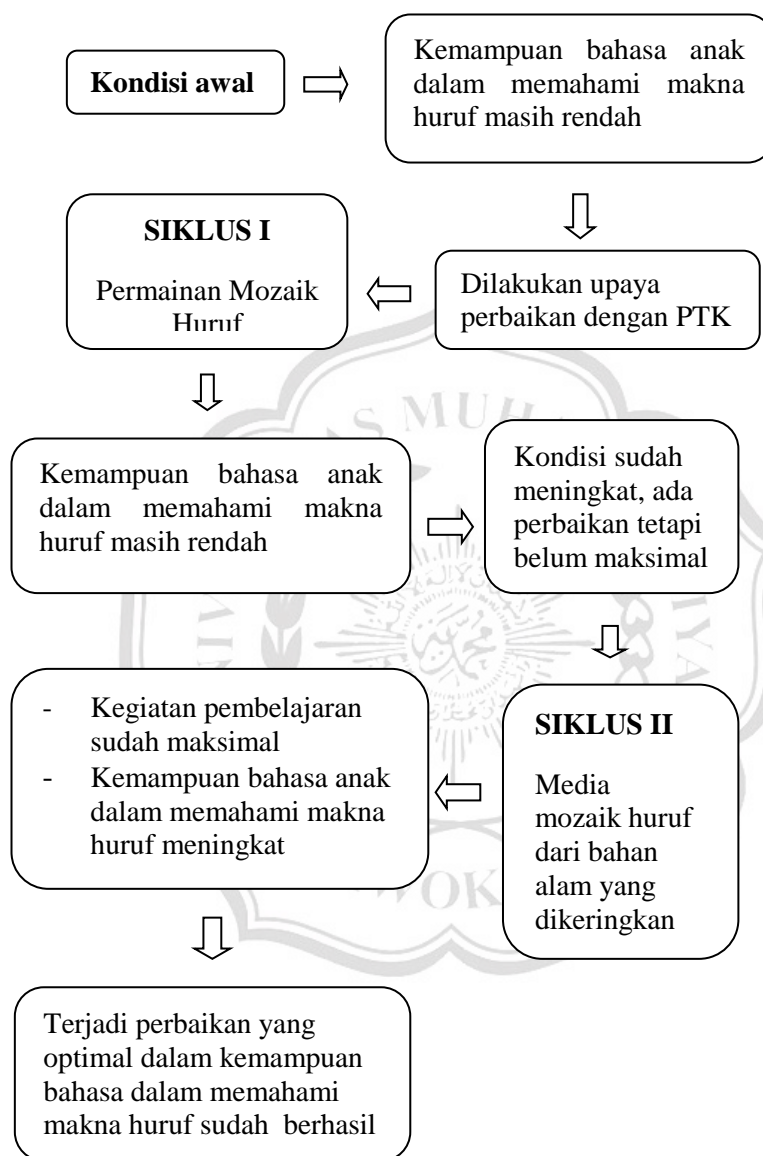 Kondisi awal
Kemampuan bahasa anak
dalam memahami makna
huruf masih rendah
Dilakukan upaya
perbaikan dengan PTK
SIKLUS I
Permainan Mozaik
Huruf
Kemampuan bahasa anak
dalam memahami makna
huruf masih rendah
Kondisi sudah
meningkat, ada
perbaikan tetapi
belum maksimal
SIKLUS II
Media
mozaik huruf
dari bahan
alam yang
dikeringkan
- Kegiatan pembelajaran
sudah maksimal
- Kemampuan bahasa anak
dalam memahami makna
huruf meningkat
Terjadi perbaikan yang
optimal dalam kemampuan
bahasa dalam memahami
makna huruf sudah berhasil